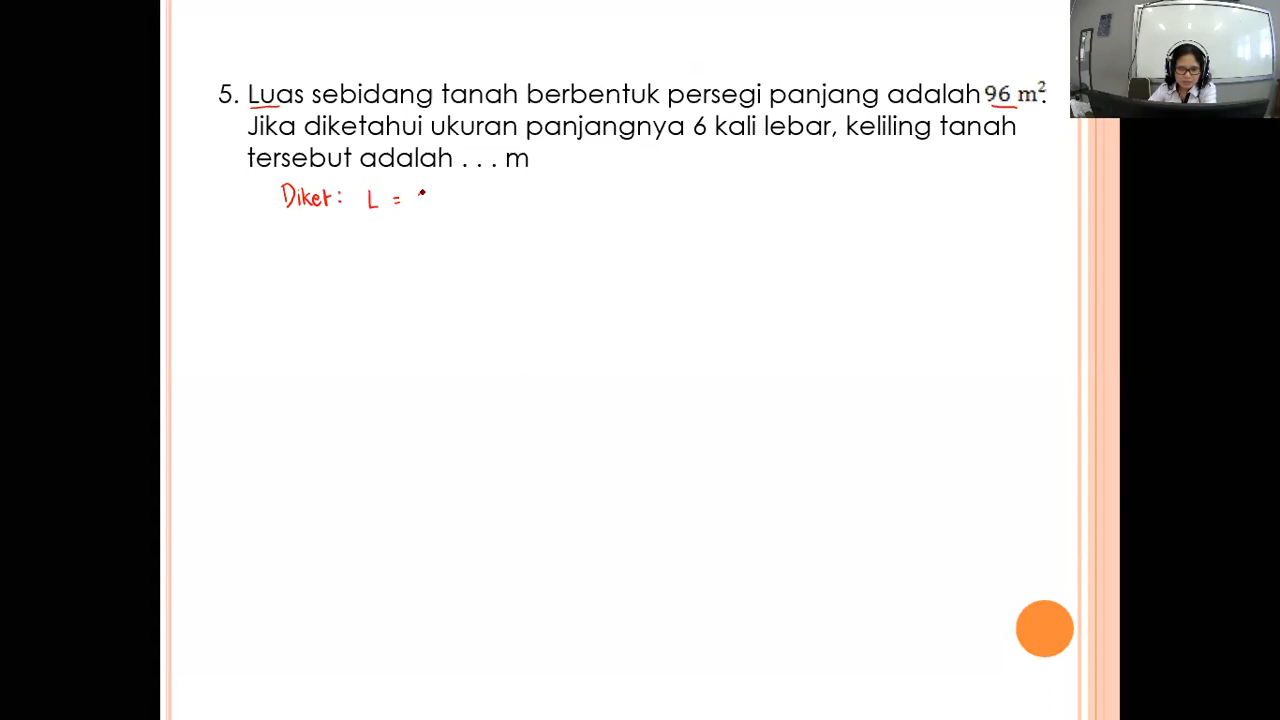 5. Luas sebidang tanah berbentuk persegi panjang adalah 96 m².
Jika diketahui ukuran panjangnya 6 kali lebar, keliling tanah
tersebut adalah . . . m
Diket: L =